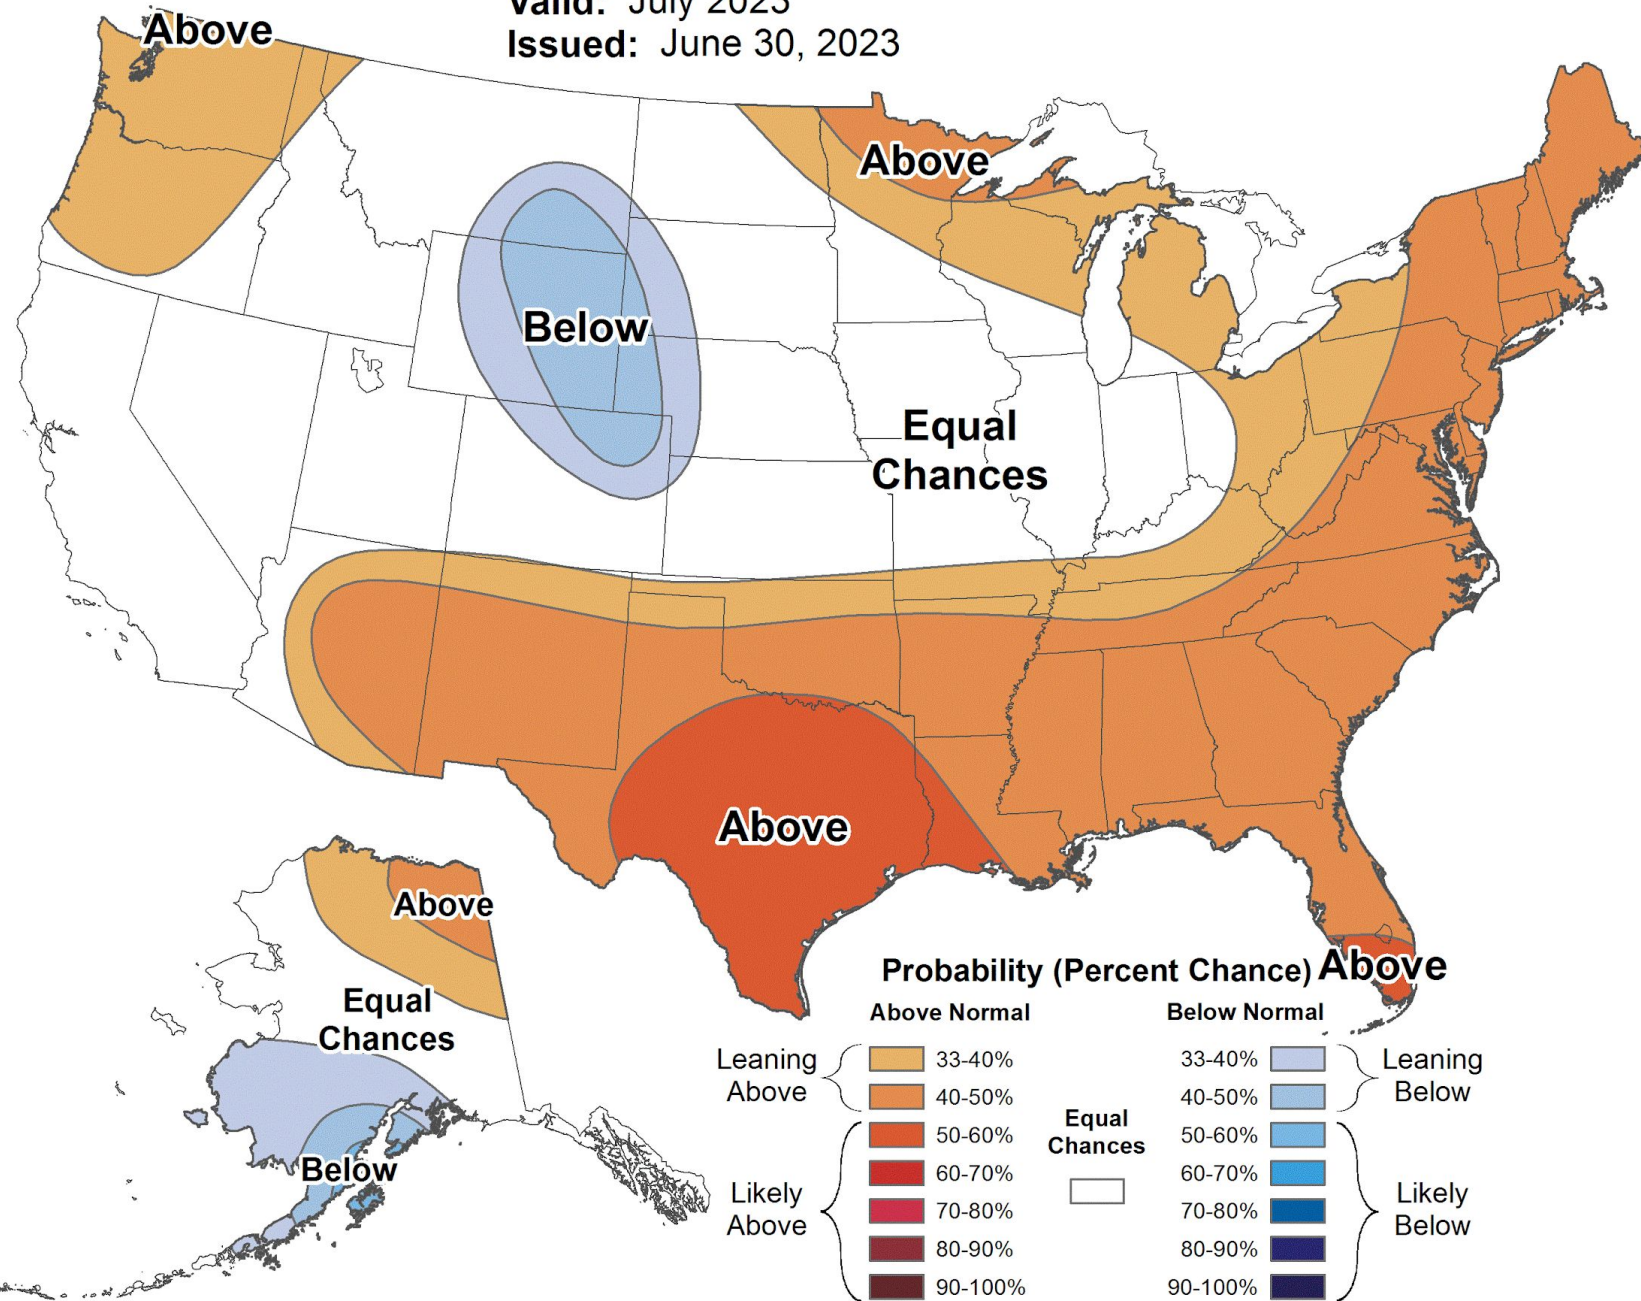 Valid: July 2023
Issued: June 30, 2023
Above
Above
Below
Equal
Chances
Above
Above
Above
Equal
Chances
Below
Probability (Percent Chance)
Above Normal
Below Normal
Leaning
Above
33-40%
40-50%
50-60%
60-70%
70-80%
80-90%
90-100%
Likely
Above
Equal
Chances
33-40%
40-50%
50-60%
60-70%
70-80%
80-90%
90-100%
Leaning
Below
Likely
Below